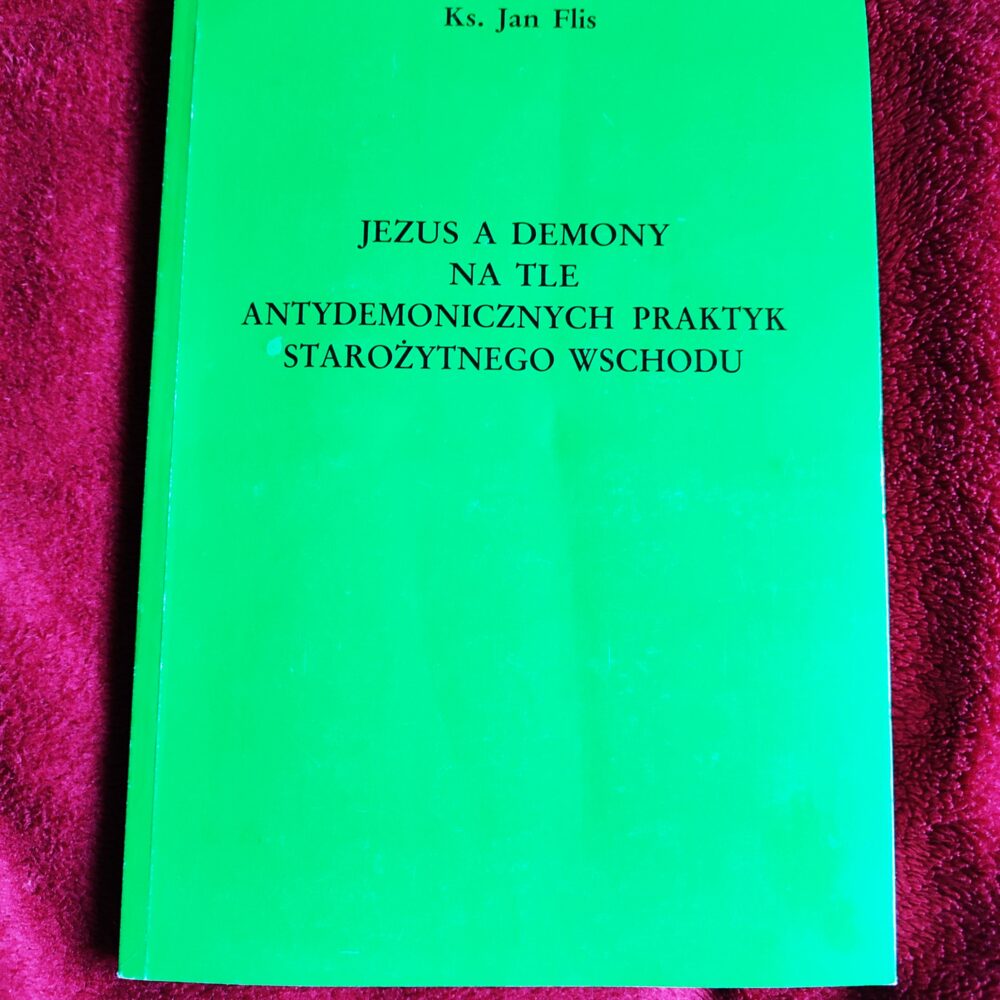 Ks. Jan Flis
JEZUS A DEMONY
NA TLE
ANTYDEMONICZNYCH PRAKTYK
STAROŻYTNEGO WSCHODU